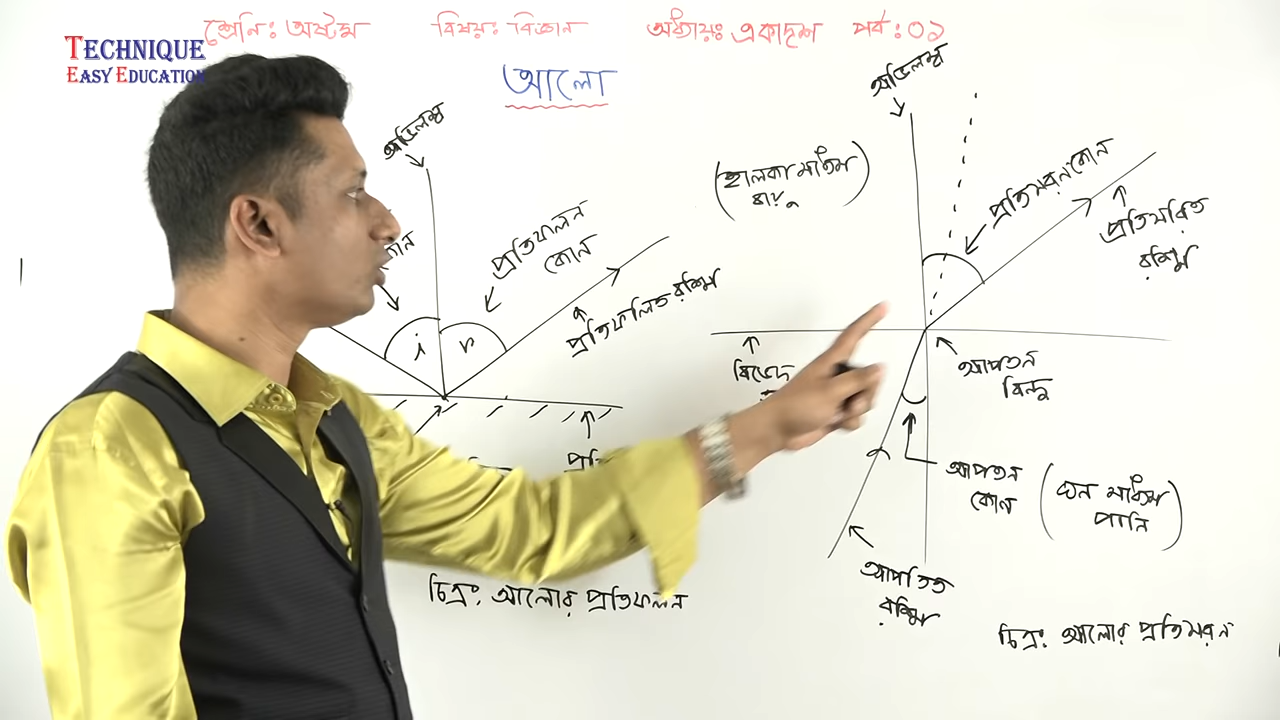 TECHNIQUE
EASY EDUCATION
শ্রেনি: অষ্টম বিষয়: বিজ্ঞান অধ্যায়: একাদশ পর্ব: ০১
আলো
অভিলম্ব
প্রতিফলন
কোন
i
r
প্রতিফলিত রশ্মি
চিত্র: আলোর প্রতিফলন
অভিলম্ব
(হালকা মাধ্যম
বায়ু)
প্রতিসরন কোন
প্রতিসরিত
রশ্মি
আপতন
বিন্দু
আপতন
কোন
(ঘন মাধ্যম
পানি)
আপতিত
রশ্মি
চিত্র: আলোর প্রতিসরন